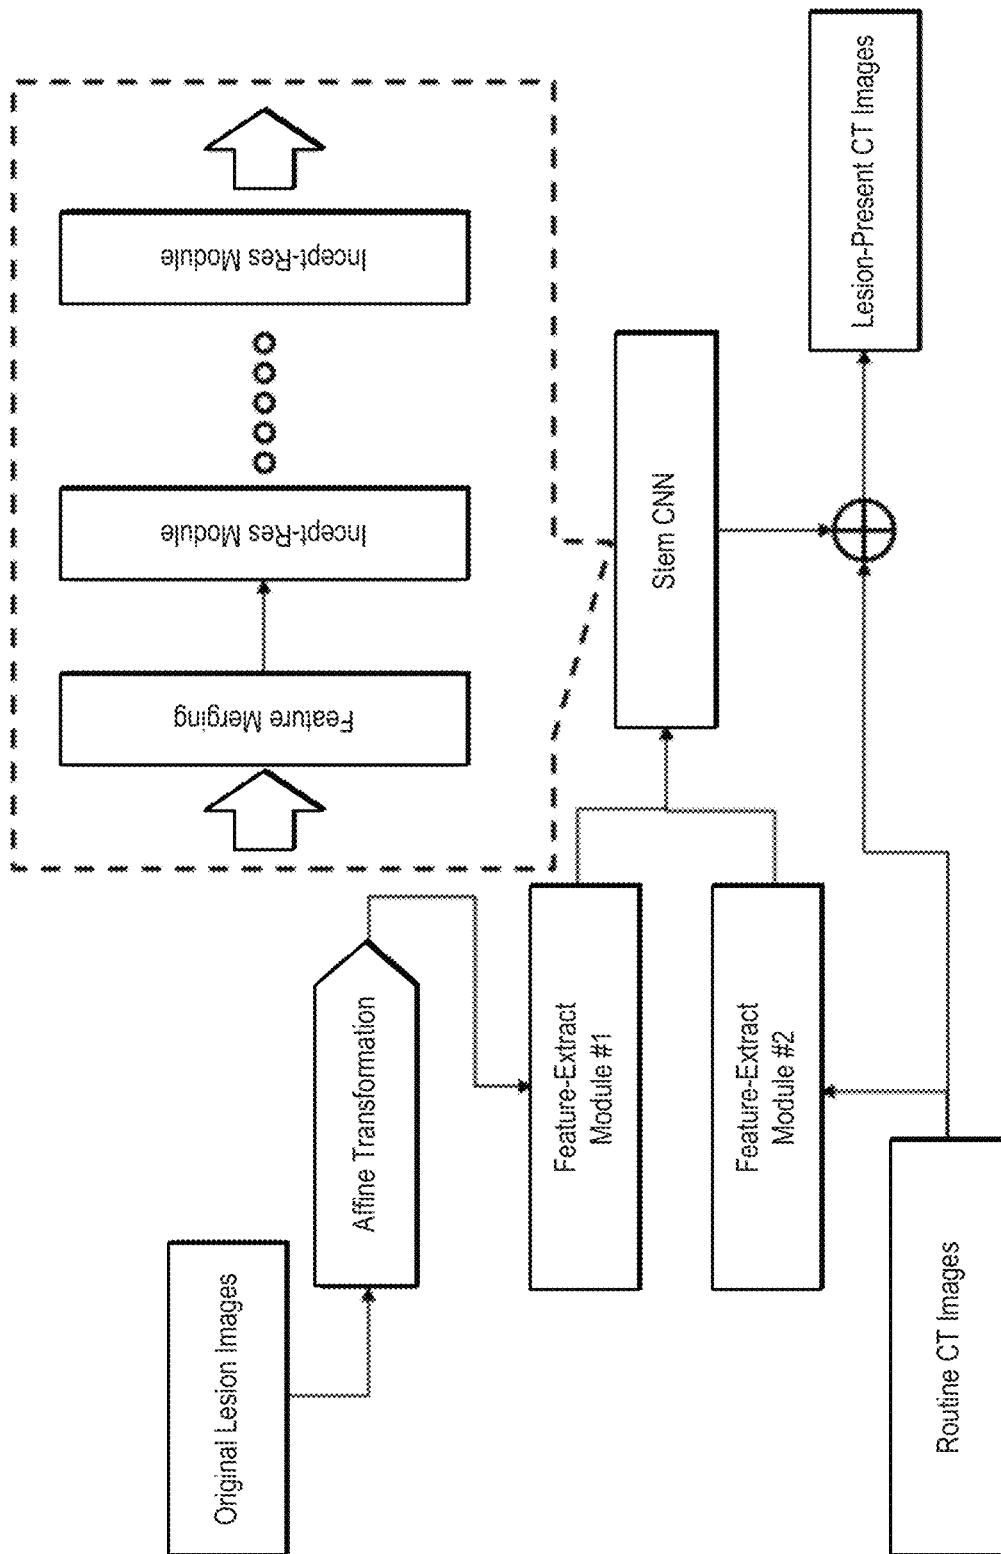 Original Lesion Images
Affine Transformation
Feature-Extract
Module #1
Feature-Extract
Module #2
Routine CT Images
Stem CNN
Lesion-Present CT Images
Feature Merging
Incept-Res Module
Incept-Res Module